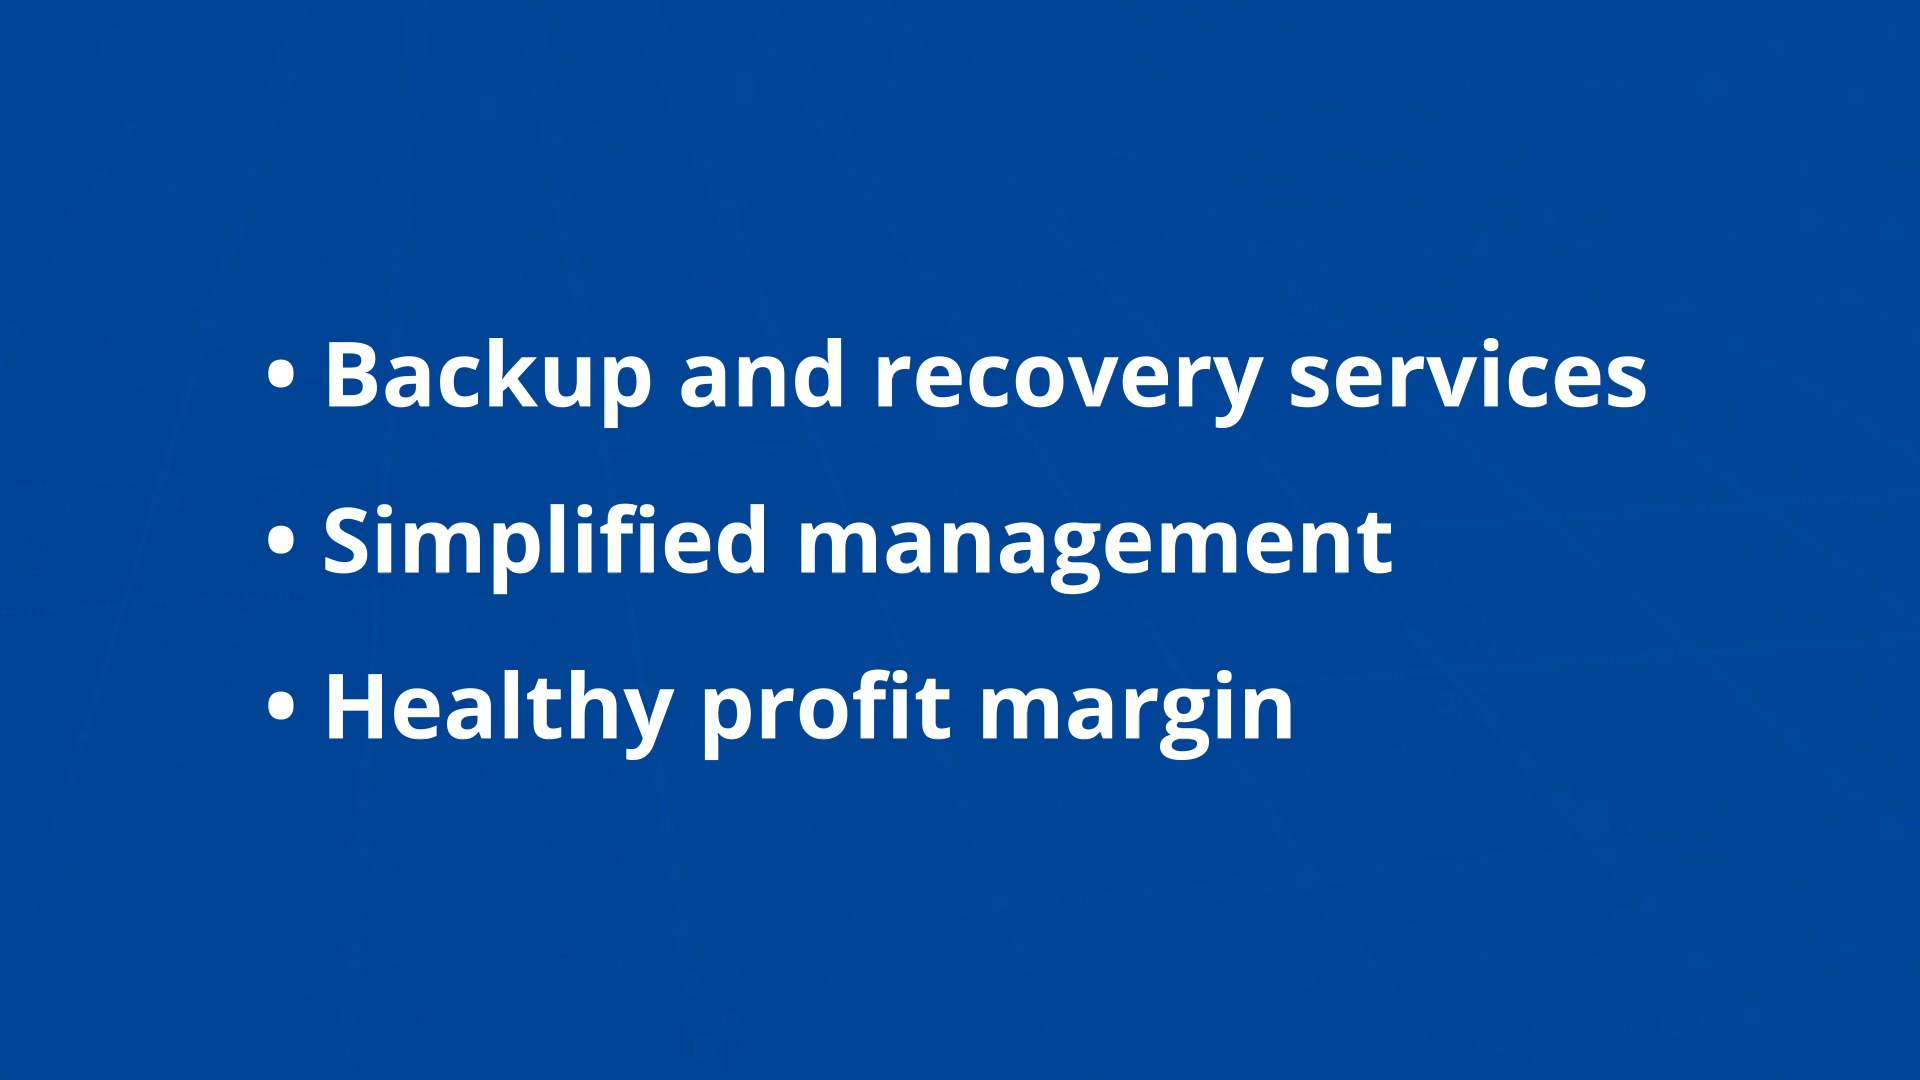 • Backup and recovery services
• Simplified management
• Healthy profit margin